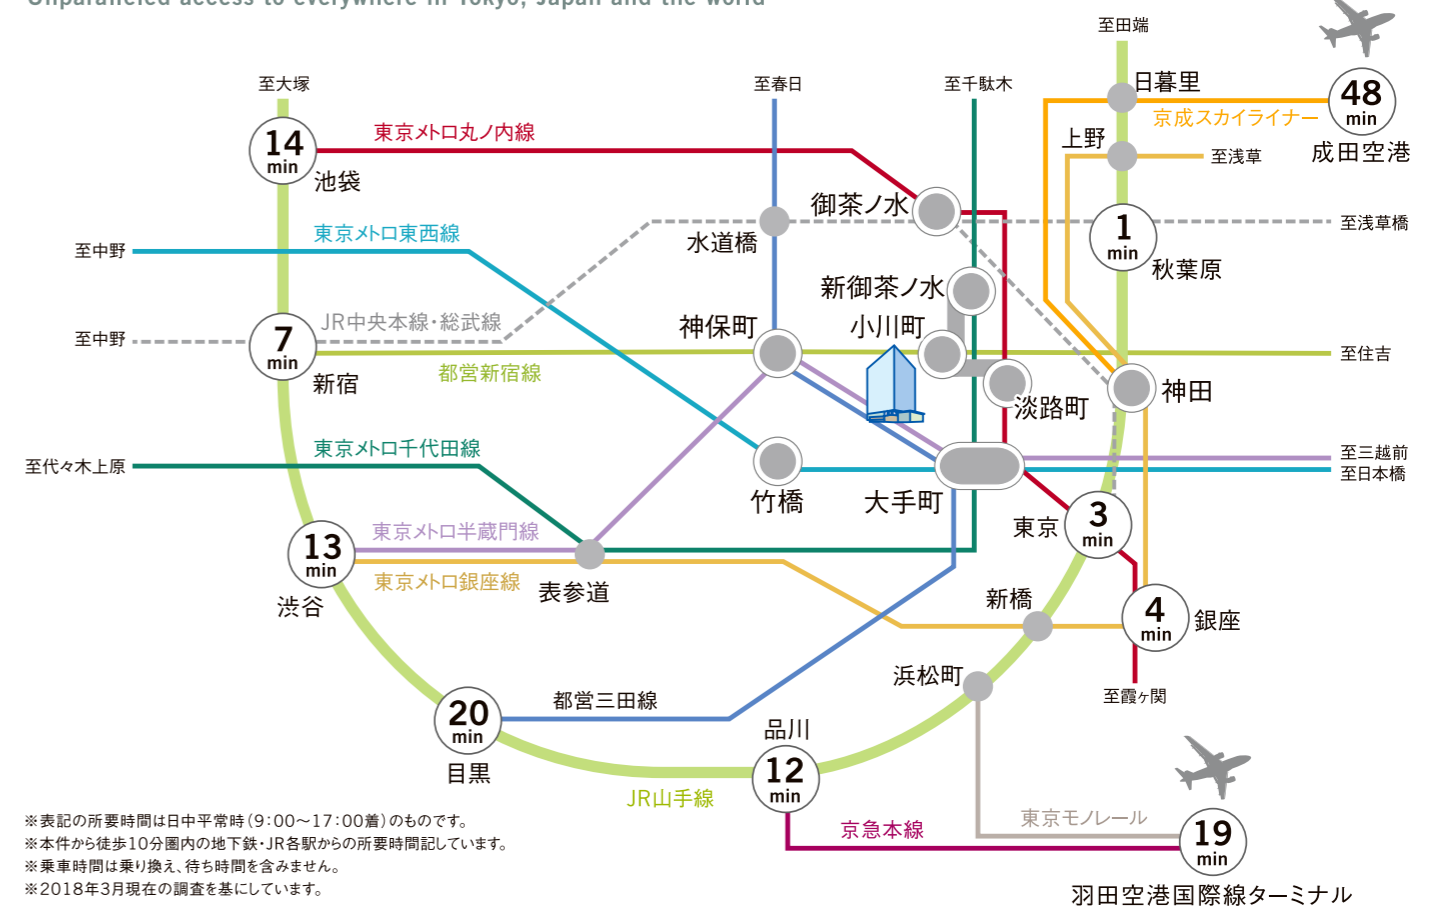 Unparalleled access to everywhere in Tokyo, Japan and the world
至田端
至大塚
至春日
至千駄木
日暮里
48
min
京成スカイライナー
成田空港
14
min
東京メトロ丸ノ内線
池袋
上野
至浅草
御茶ノ水
水道橋
至浅草橋
1
min
秋葉原
東京メトロ東西線
至中野
新御茶ノ水
JR中央本線・総武線
至中野
7
min
新宿
神保町
小川町
都営新宿線
至住吉
淡路町
神田
東京メトロ千代田線
至代々木上原
至三越前
至日本橋
竹橋
大手町
東京
3
min
東京メトロ半蔵門線
13
min
渋谷
東京メトロ銀座線
表参道
新橋
4
min
銀座
浜松町
至霞ヶ関
都営三田線
20
min
目黒
品川
12
min
JR山手線
京急本線
東京モノレール
19
min
羽田空港国際線ターミナル
※表記の所要時間は日中平常時（9：00～17：00着）のものです。
※本件から徒歩10分圏内の地下鉄・JR各駅からの所要時間記しています。
※乗車時間は乗り換え、待ち時間を含みません。
※2018年3月現在の調査を基にしています。